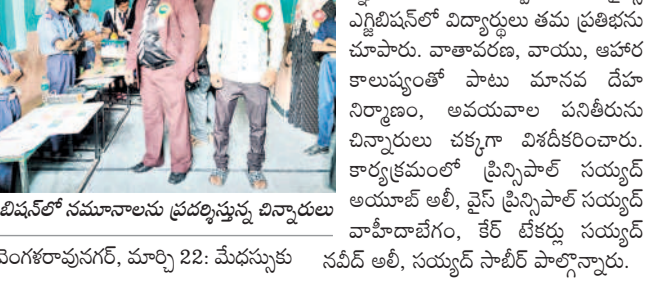 బిషన్‌లో నమూనాలను ప్రదర్శిస్తున్న చిన్నారులు
వెంగళరావునగర్, మార్చి 22: మేధస్సుకు
ఎగ్జిబిషన్‌లో విద్యార్థులు తమ ప్రతిభను
చూపారు. వాతావరణ, వాయు, ఆహార
కాలుష్యంతో పాటు మానవ దేహ
నిర్మాణం, అవయవాల పనితీరును
చిన్నారులు చక్కగా విశదీకరించారు.
కార్యక్రమంలో ప్రిన్సిపాల్ సయ్యద్
అయూబ్ అలీ, వైస్ ప్రిన్సిపాల్ సయ్యద్
వాహీదాబేగం, కేర్ టేకర్లు సయ్యద్
నవీద్ అలీ, సయ్యద్ సాబీర్ పాల్గొన్నారు.